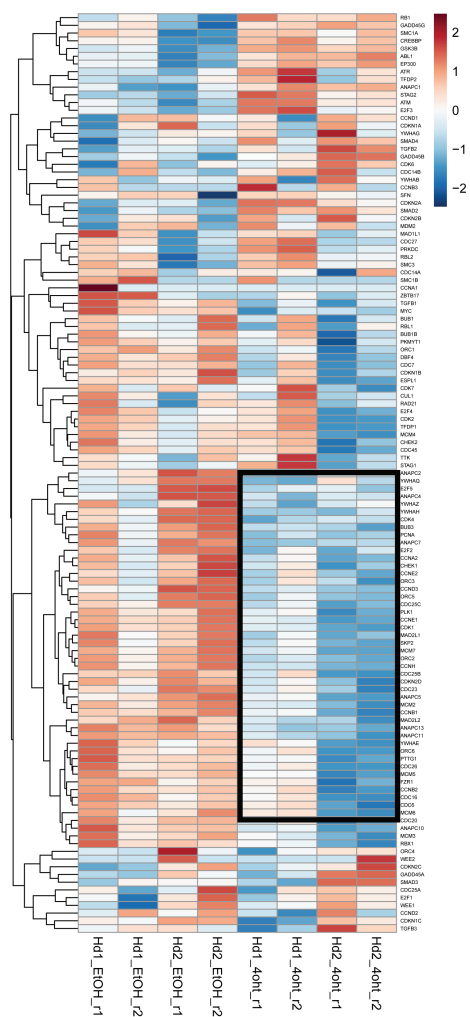 RB1
GADD45G
SMC1A
CREBBP
GSK3B
ABL1
EP300
ATR
TFDP2
ANAPC1
STAG2
ATM
E2F3
CCND1
CDKN1A
YWHAG
SMAD4
TGFB2
GADD45B
CDK6
CDC14B
YWHAB
CCNB3
SFN
CDKN2A
SMAD2
CDKN2B
MDM2
MAD1L1
CDC27
PRKDC
RBL2
SMC3
CDC14A
SMC1B
CCNA1
ZBTB17
TGFB1
MYC
BUB1
RBL1
BUB1B
PKMYT1
ORC1
DBF4
CDC7
CDKN1B
ESPL1
CDK7
CUL1
RAD21
E2F4
CDK2
TFDP1
MCM4
CHEK2
CDC45
TTK
STAG1
ANAPC2
YWHAQ
E2F5
ANAPC4
YWHAZ
YWHAH
CDK4
BUB3
PCNA
ANAPC7
E2F2
CCNA2
CHEK1
CCNE2
ORC3
CCND3
ORC5
CDC25C
PLK1
CCNE1
CDK1
MAD2L1
SKP2
MCM7
ORC2
CCNH
CDC25B
CDKN2D
CDC23
ANAPC5
MCM2
CCNB1
MAD2L2
ANAPC13
ANAPC11
YWHAE
ORC6
PTTG1
CDC26
MCM5
FZR1
CCNB2
CDC16
CDC6
MCM6
CDC20
ANAPC10
MCM3
RBX1
ORC4
WEE2
CDKN2C
GADD45A
SMAD3
CDC25A
E2F1
WEE1
CCND2
CDKN1C
TGFB3
2
1
0
−1
−2
Hd1_EtOH_r1
Hd1_EtOH_r2
Hd2_EtOH_r1
Hd2_EtOH_r2
Hd1_4oht_r1
Hd1_4oht_r2
Hd2_4oht_r1
Hd2_4oht_r2